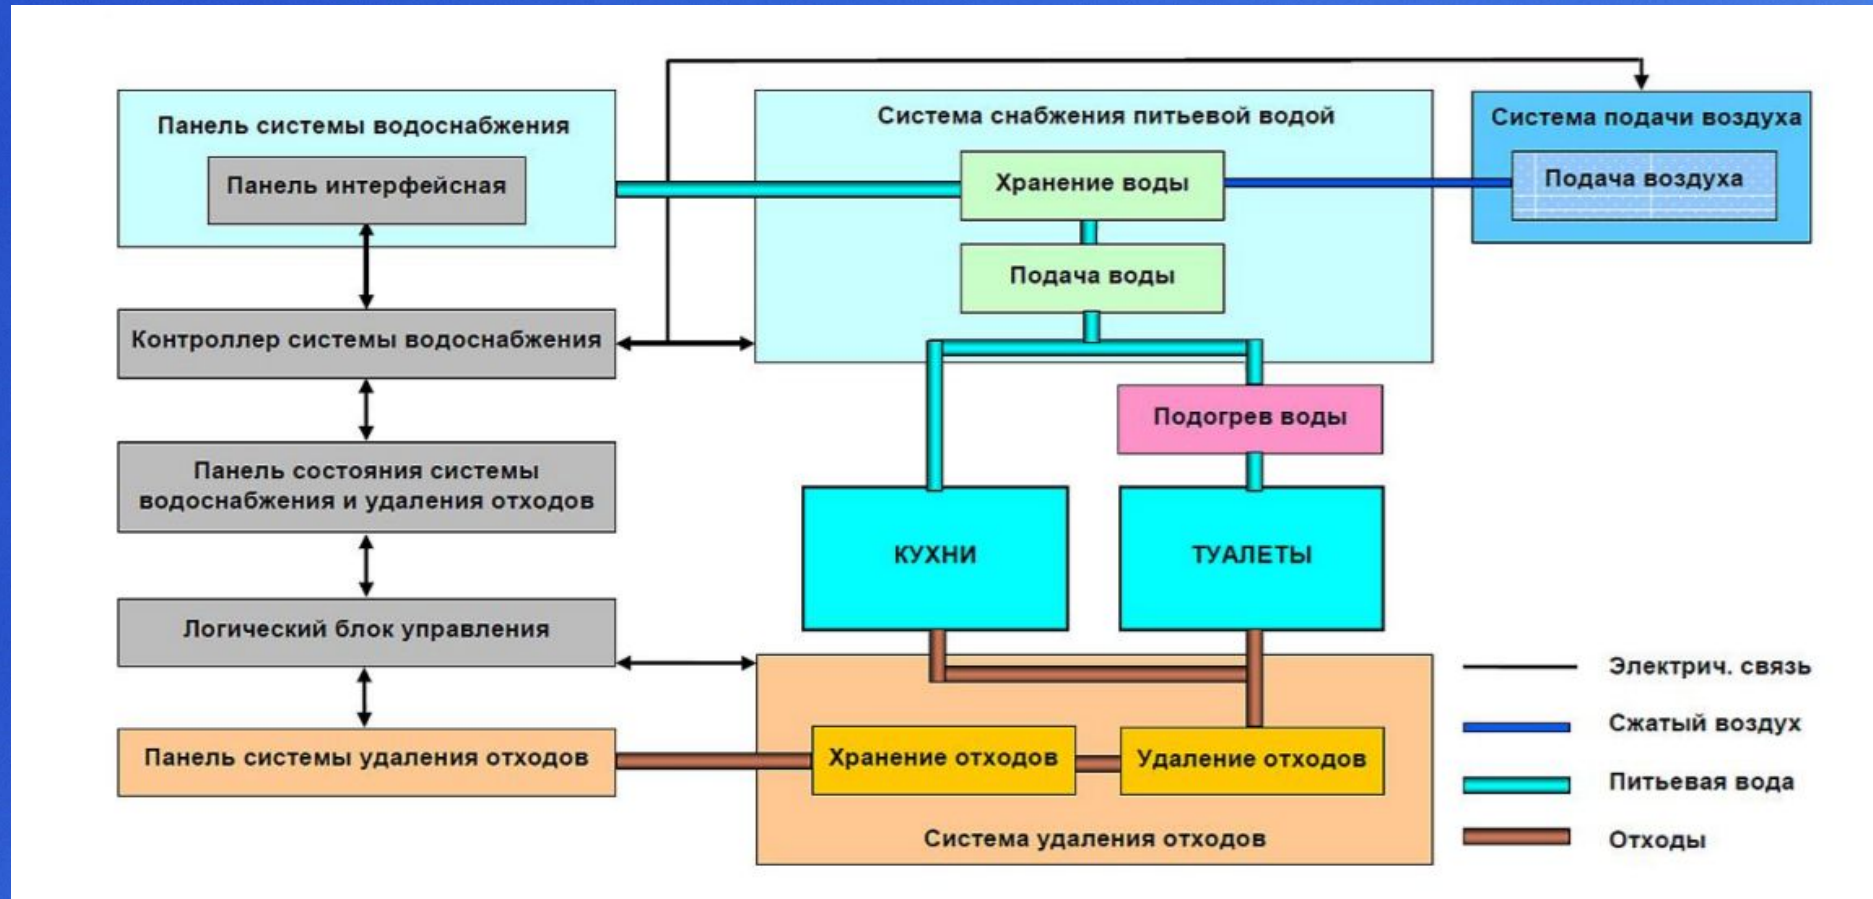 Панель системы водоснабжения
Панель интерфейсная
Система снабжения питьевой водой
Хранение воды
Подача воды
Система подачи воздуха
Подача воздуха
Контроллер системы водоснабжения
Подогрев воды
Панель состояния системы
водоснабжения и удаления отходов
КУХНИ
ТУАЛЕТЫ
Логический блок управления
Панель системы удаления отходов
Хранение отходов
Удаление отходов
Система удаления отходов
Электрич. связь
Сжатый воздух
Питьевая вода
Отходы